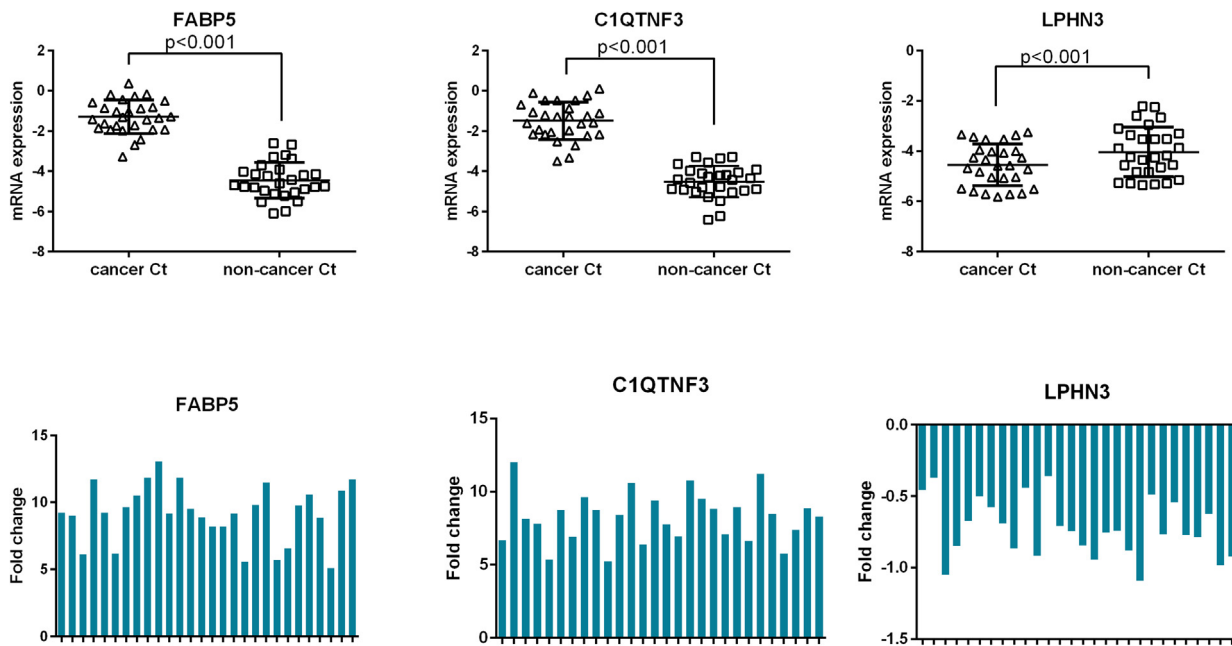 FABP5
p<0.001
mRNA expression
2
0
-2
-4
-6
-8
cancer Ct
non-cancer Ct
C1QTNF3
p<0.001
mRNA expression
2
0
-2
-4
-6
-8
cancer Ct
non-cancer Ct
LPHN3
p<0.001
mRNA expression
0
-2
-4
-6
-8
cancer Ct
non-cancer Ct
FABP5
Fold change
15
10
5
0
C1QTNF3
Fold change
15
10
5
0
LPHN3
Fold change
0.0
-0.5
-1.0
-1.5